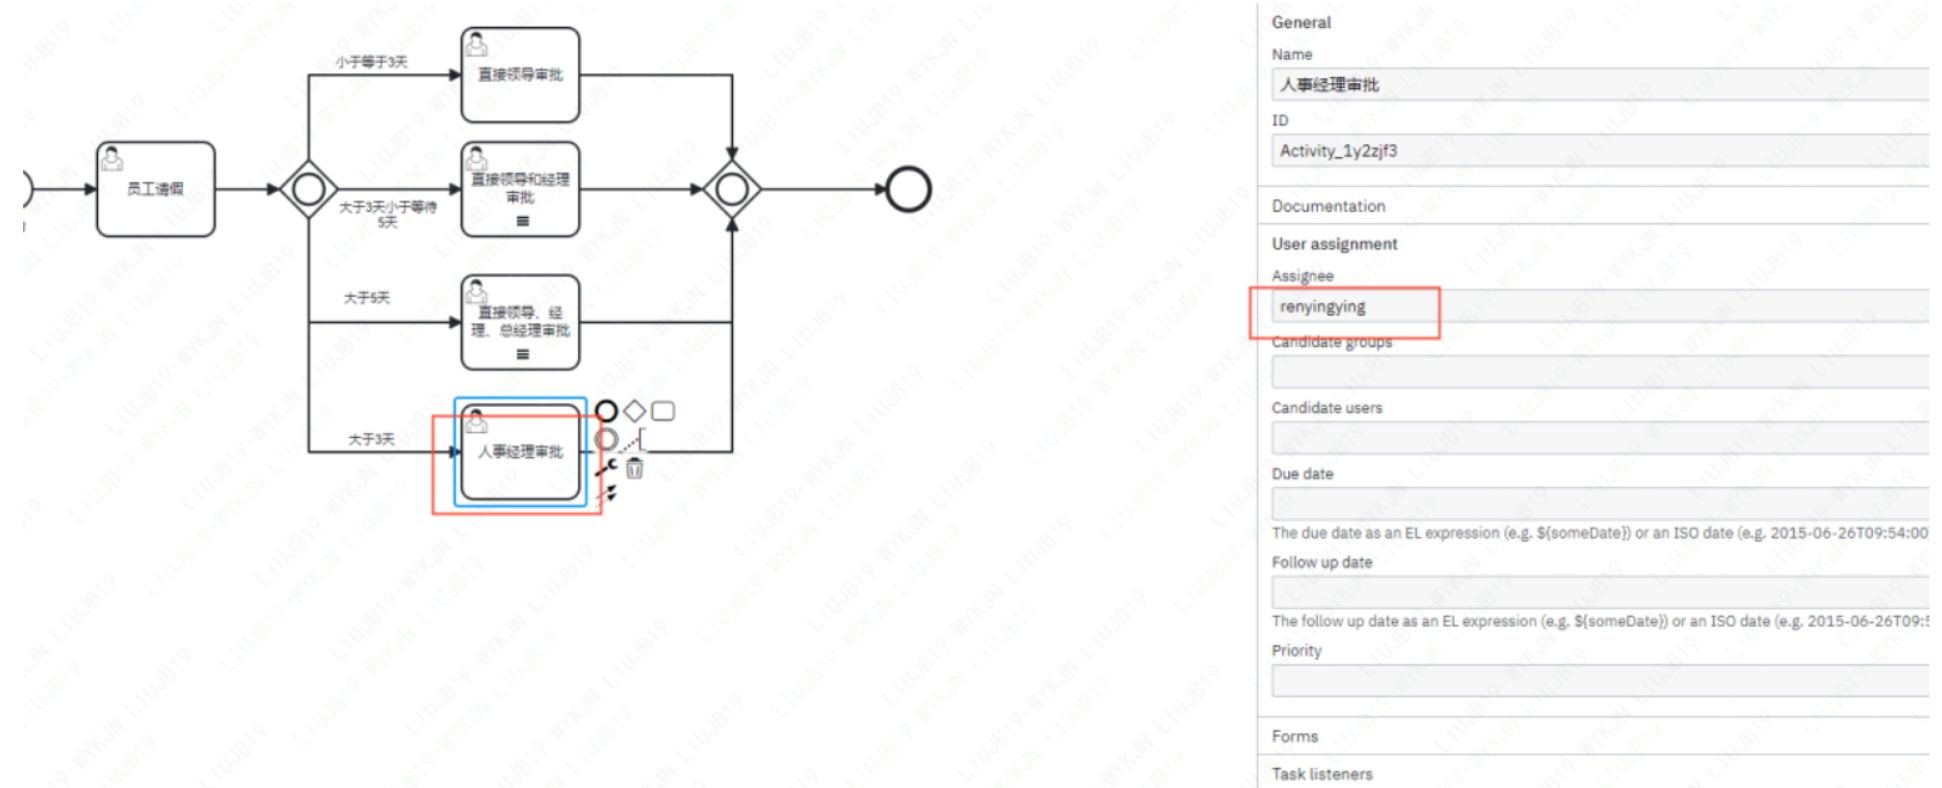 小于等于3天
直接领导审批
员工请假
直接领导和经理
审批
大于3天小于等待
5天
大于5天
直接领导、经
理、总经理审批
大于3天
人事经理审批
General
Name
人事经理审批
ID
Activity_1y2zjf3
Documentation
User assignment
Assignee
renyingying
Candidate groups
Candidate users
Due date
The due date as an EL expression (e.g. ${someDate}) or an ISO date (e.g. 2015-06-26T09:54:00
Follow up date
The follow up date as an EL expression (e.g. ${someDate}) or an ISO date (e.g. 2015-06-26T09:5
Priority
Forms
Task listeners